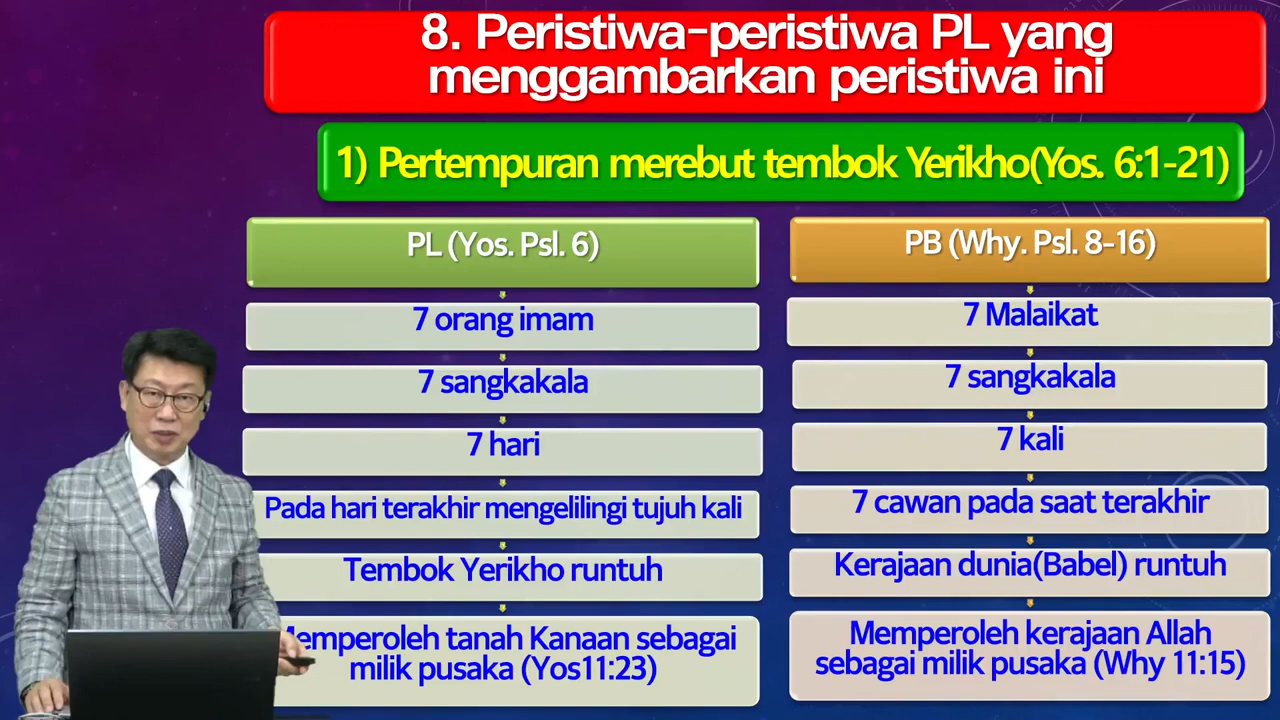 8. Peristiwa-peristiwa PL yang
menggambarkan peristiwa ini
1) Pertempuran merebut tembok Yerikho(Yos. 6:1-21)
PL (Yos. Psl. 6)
7 orang imam
7 sangkakala
7 hari
Pada hari terakhir mengelilingi tujuh kali
Tembok Yerikho runtuh
emperoleh tanah Kanaan sebagai
milik pusaka (Yos11:23)
PB (Why. Psl. 8-16)
7 Malaikat
7 sangkakala
7 kali
7 cawan pada saat terakhir
Kerajaan dunia(Babel) runtuh
Memperoleh kerajaan Allah
sebagai milik pusaka (Why 11:15)